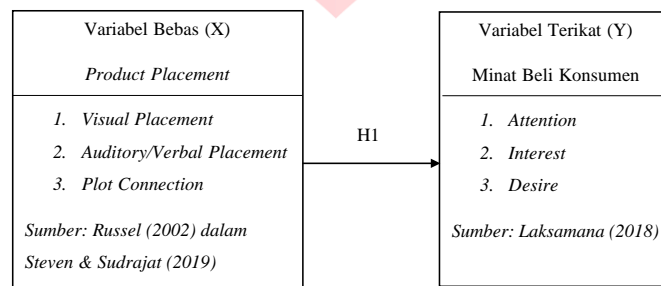 Variabel Bebas (X)
Product Placement
1. Visual Placement
2. Auditory/Verbal Placement
3. Plot Connection
Sumber: Russel (2002) dalam
Steven & Sudrajat (2019)
H1
Variabel Terikat (Y)
Minat Beli Konsumen
1. Attention
2. Interest
3. Desire
Sumber: Laksamana (2018)